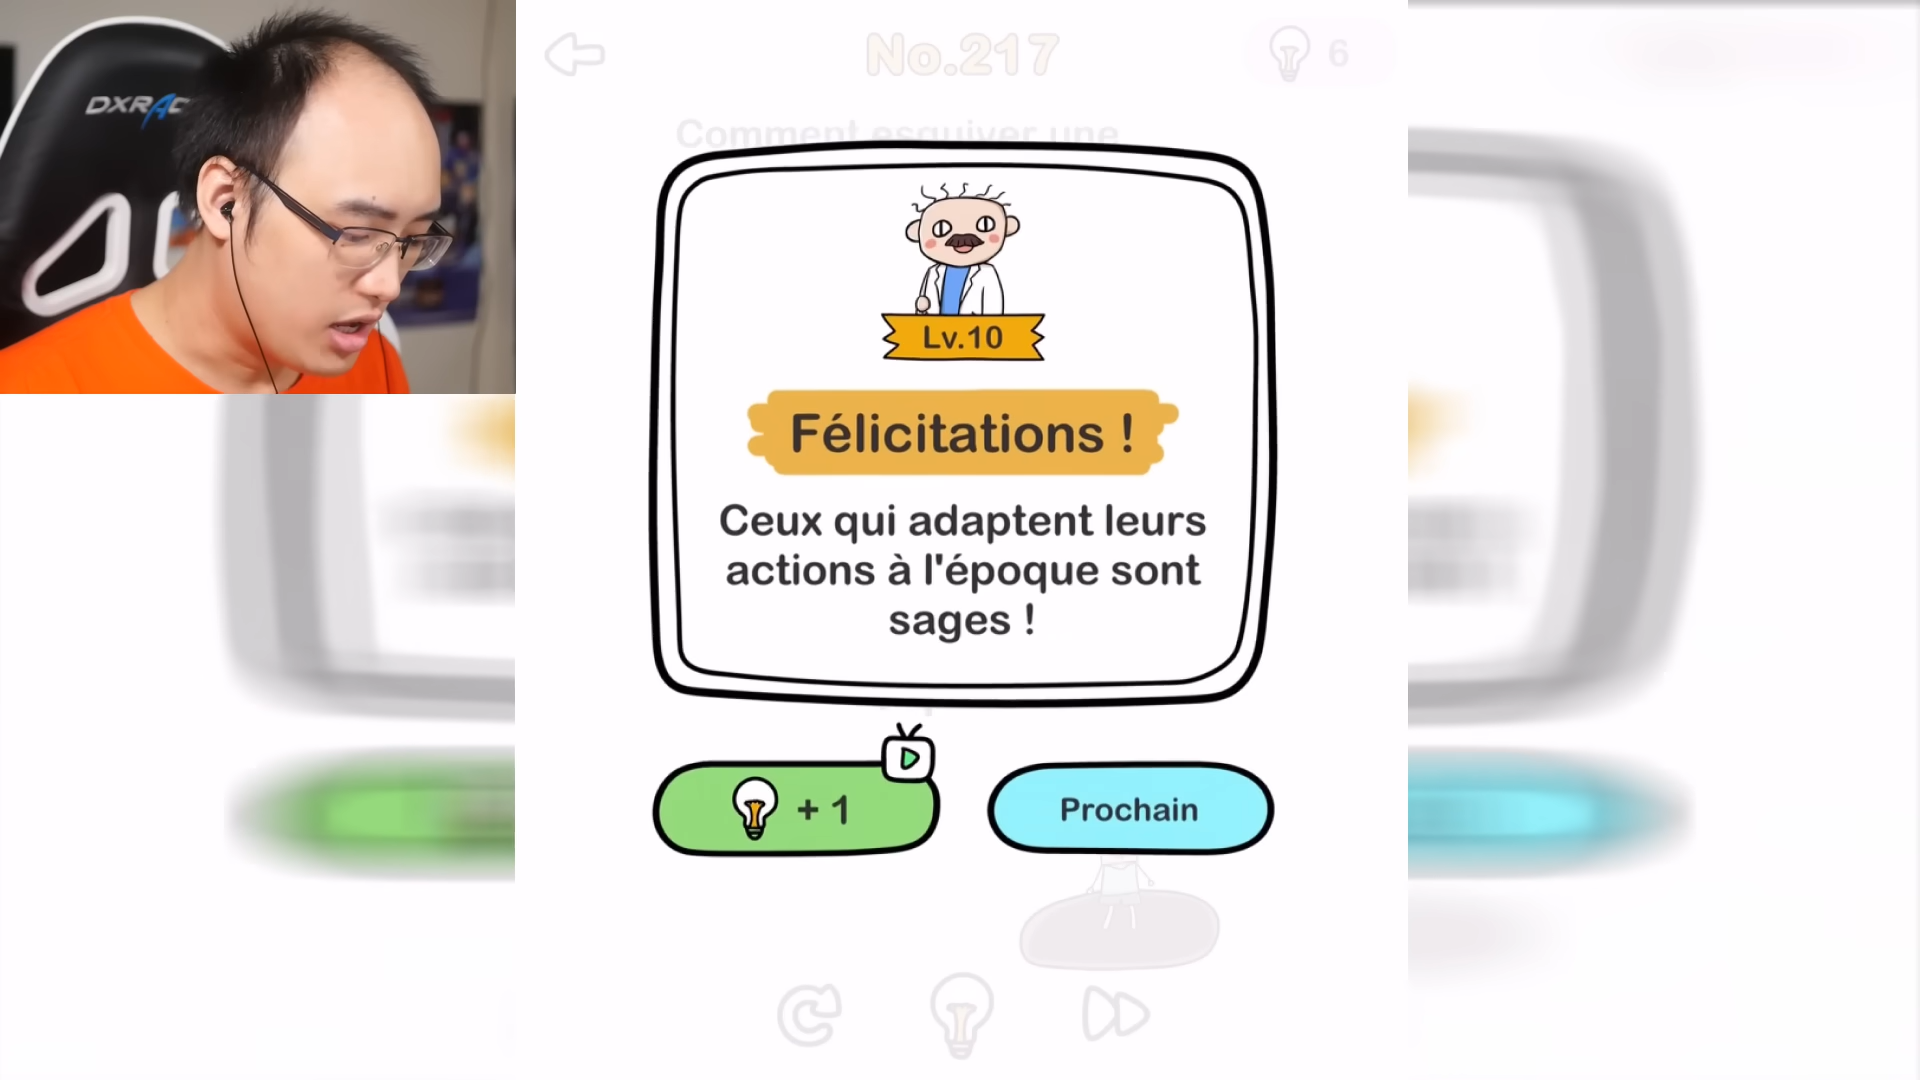 DXRAC
No.217
6
Comment esquiver une
Lv.10
Félicitations !
Ceux qui adaptent leurs
actions à l'époque sont
sages !
+ 1
Prochain